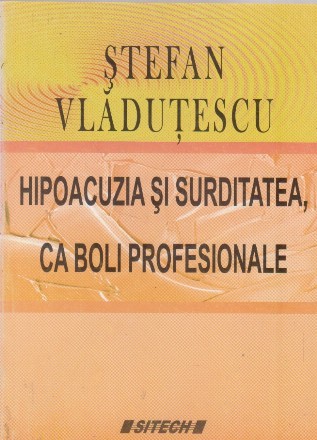 ŞTEFAN
VLĂDUŢESCU
HIPOACUZIA ŞI SURDITATEA,
CA BOLI PROFESIONALE
SITECH